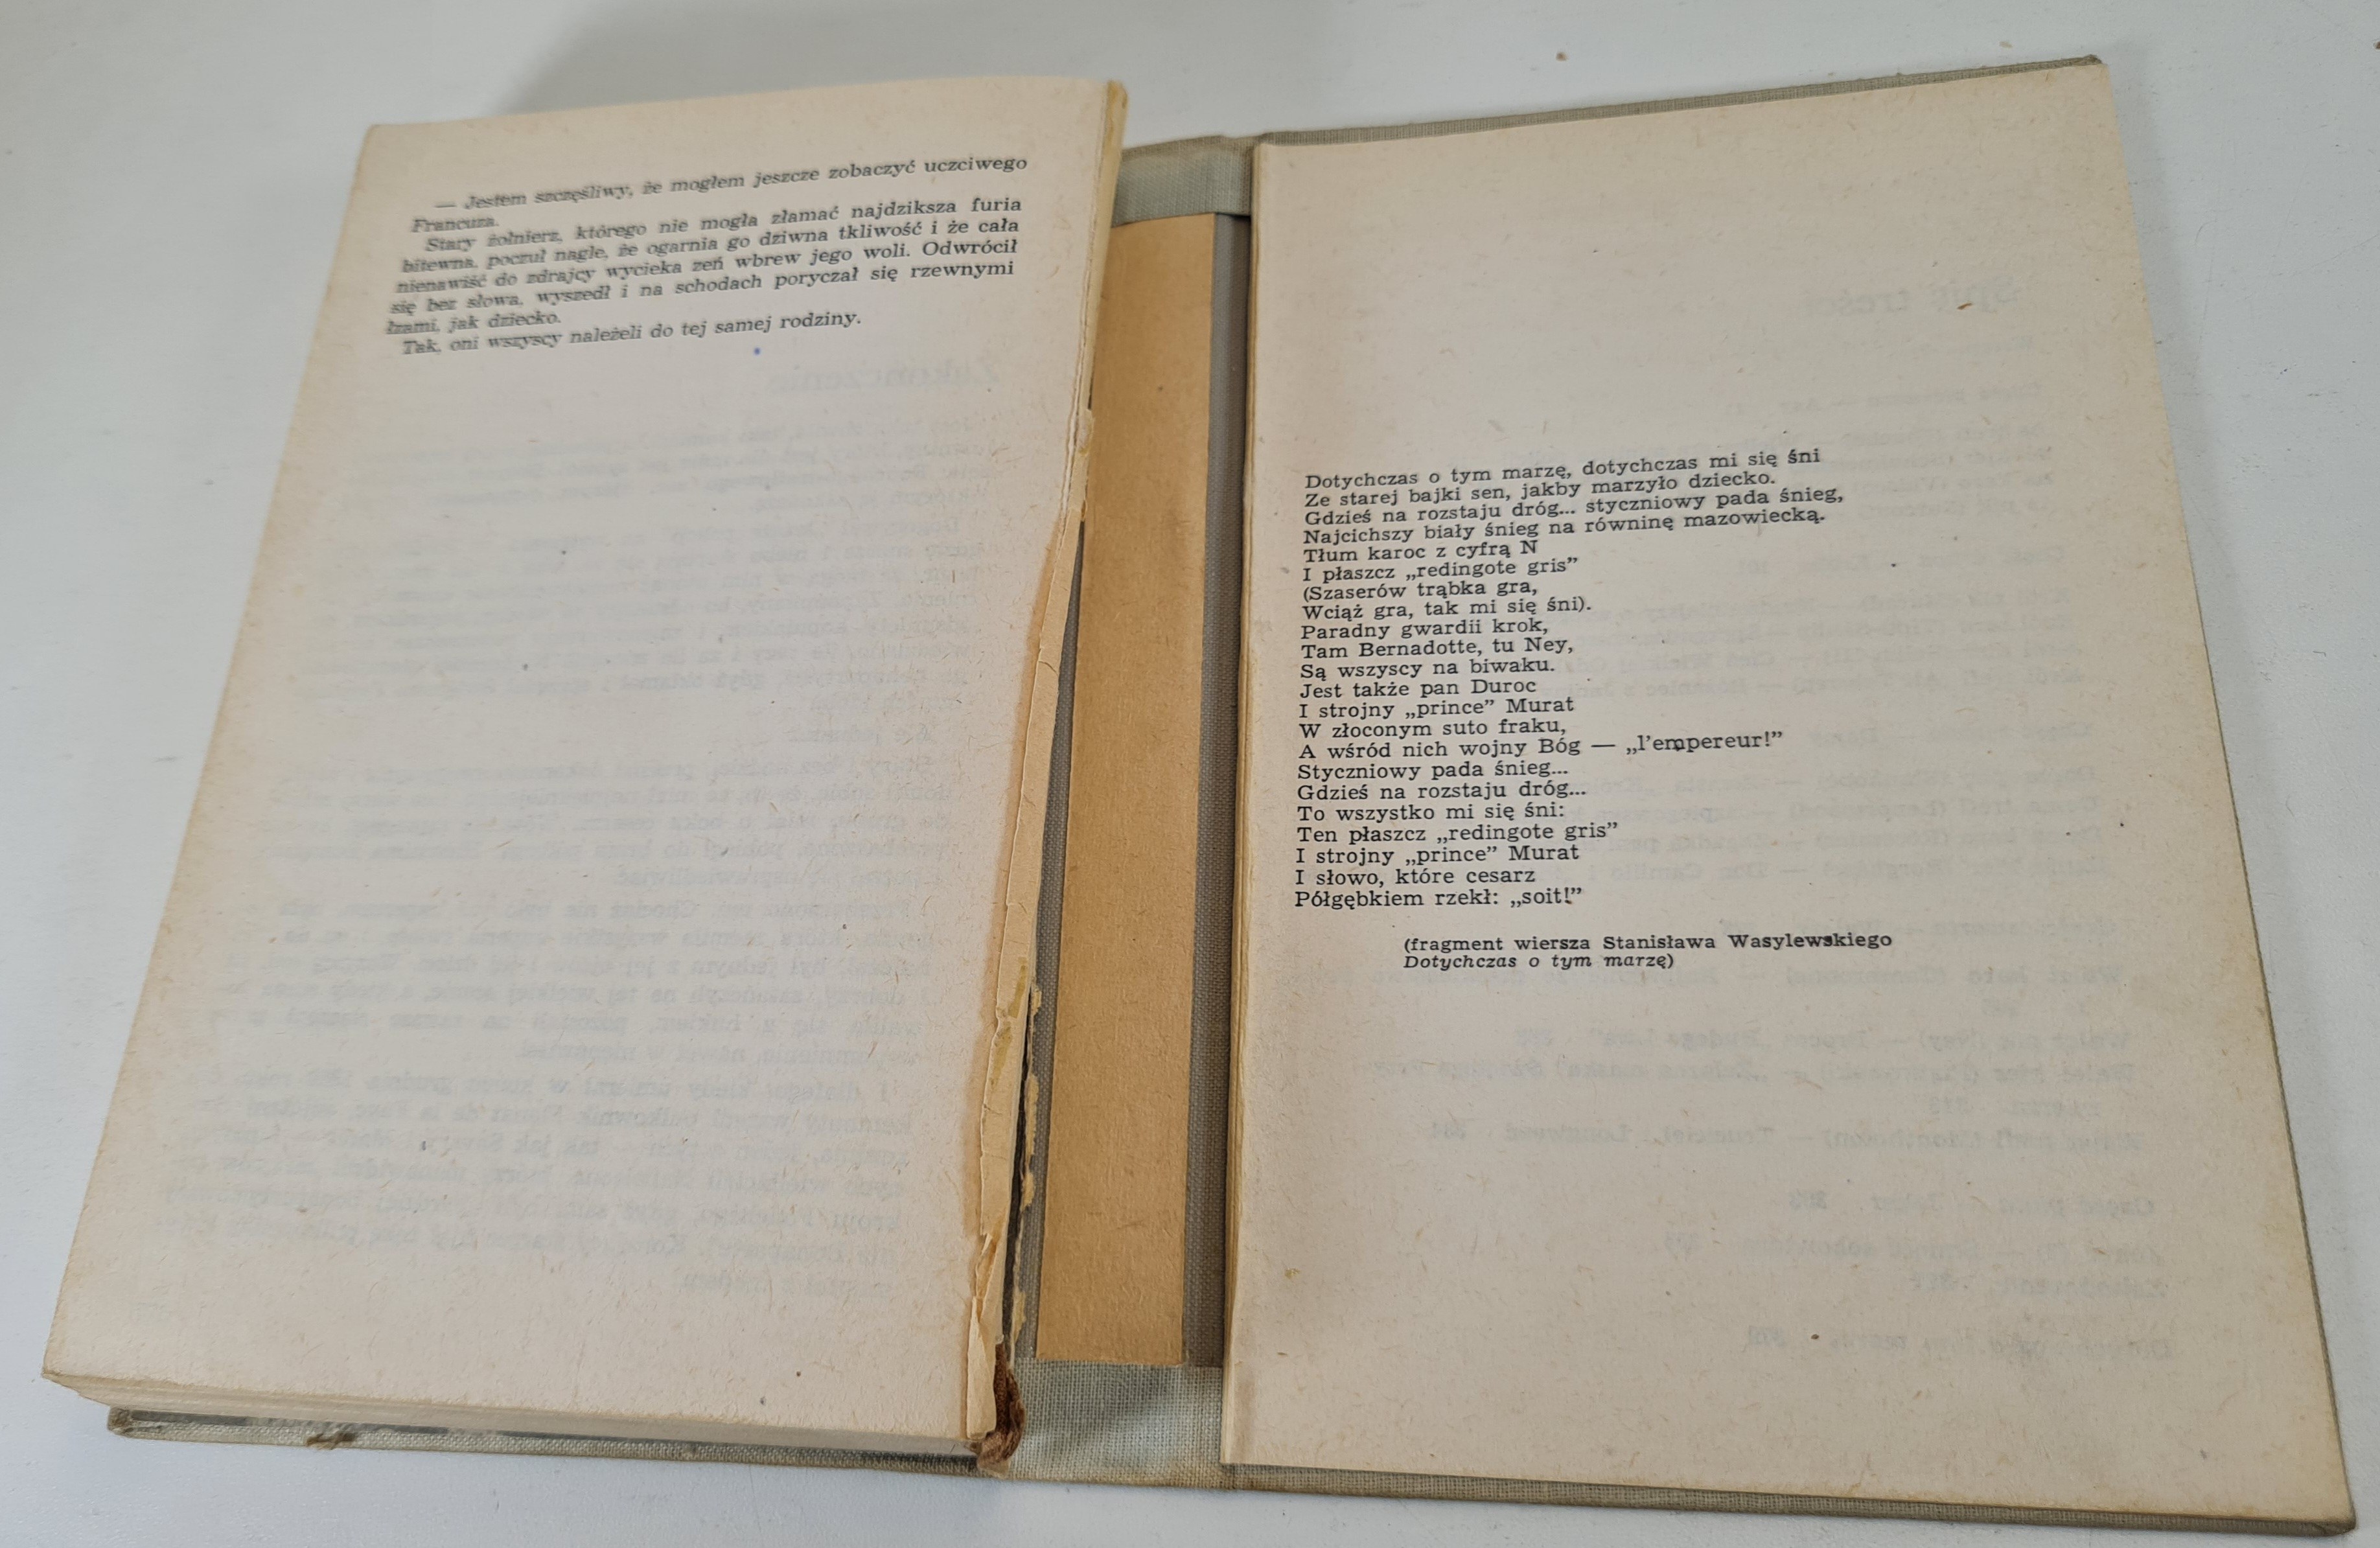 — Jestem szczęśliwy, że mogłem jeszcze zobaczyć uczciwego
Francuza.
Stary żołnierz, którego nie mogła złamać najdziksza furia
bitewna, poczuł nagle, że ogarnia go dziwna tkliwość i że cała
nienawiść do zdrajcy wycieka zeń wbrew jego woli. Odwrócił
się bez słowa, wyszedł i na schodach poryczał się rzewnymi
łzami, jak dziecko.
Tak, oni wszyscy należeli do tej samej rodziny.
Dotychczas o tym marzę, dotychczas mi się śni
Ze starej bajki sen, jakby marzyło dziecko.
Gdzieś na rozstaju dróg... styczniowy pada śnieg,
Najcichszy biały śnieg na równinę mazowiecką.
Tłum karoc z cyfrą N
I płaszcz „redingote gris”
(Szaserów trąbka gra,
Wciąż gra, tak mi się śni).
Paradny gwardii krok,
Tam Bernadotte, tu Ney,
Są wszyscy na biwaku.
Jest także pan Duroc
I strojny „prince” Murat
W złoconym suto fraku,
A wśród nich wojny Bóg — „l'empereur!”
Styczniowy pada śnieg...
Gdzieś na rozstaju dróg...
To wszystko mi się śni:
Ten płaszcz „redingote gris”
I strojny „prince” Murat
I słowo, które cesarz
Półgębkiem rzekł: „soit!”
(fragment wiersza Stanisława Wasylewskiego
Dotychczas o tym marzę)